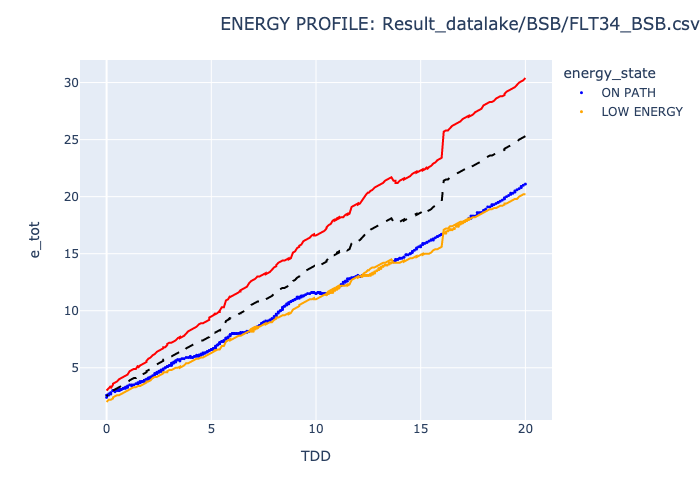 ENERGY PROFILE: Result_datalake/BSB/FLT34_BSB.csv
energy_state
ON PATH
LOW ENERGY
30
25
20
15
10
5
e_tot
0
5
10
15
20
TDD